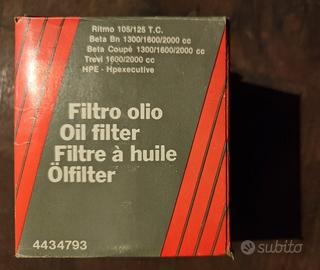 Ritmo 105/125 T.C.
Beta Bn 1300/1600/2000 cc
Beta Coupé 1300/1600/2000 cc
Trevi 1600/2000 cc
HPE - Hpexecutive
Filtro olio
Oil filter
Filtre à huile
Ölfilter
4434793
subito